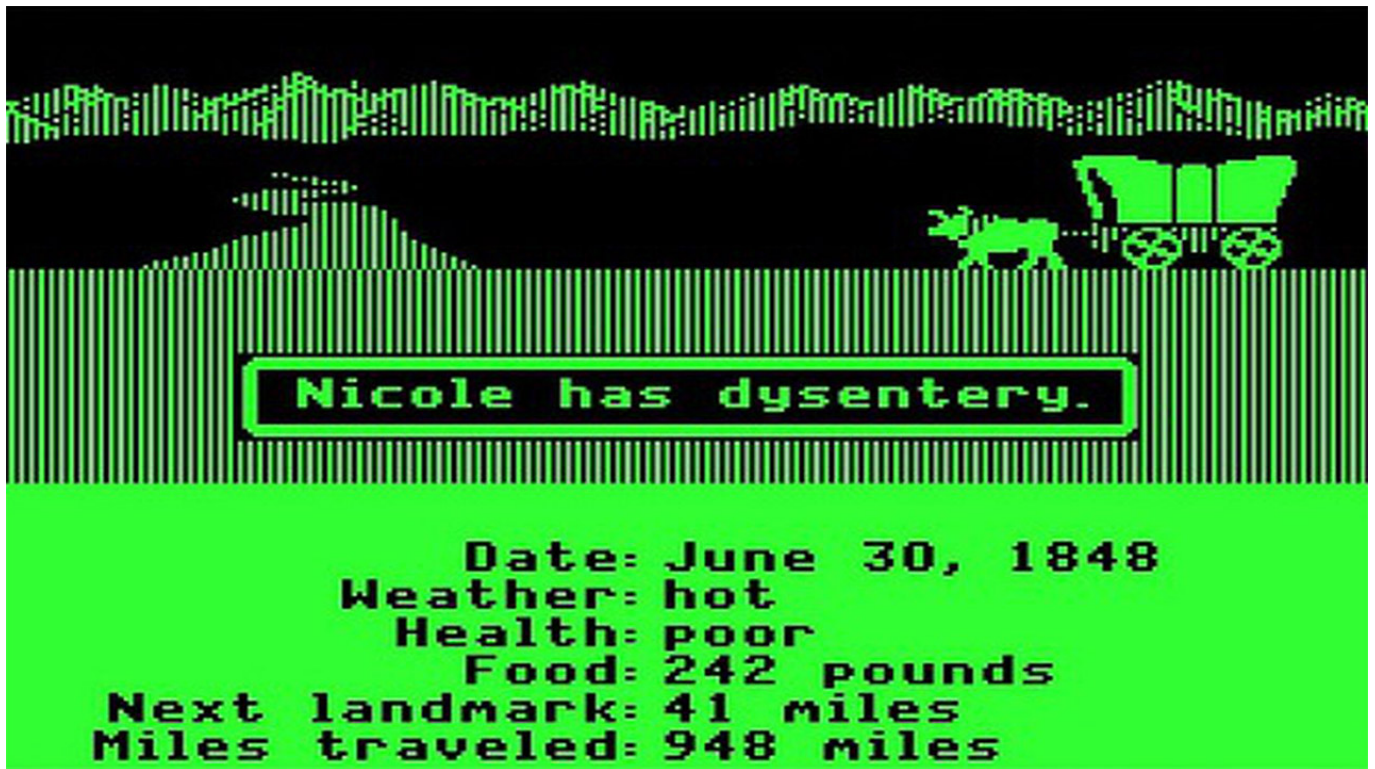 Nicole has dysentery.
Date: June 30, 1848
Weather: hot
Health: poor
Food: 242 pounds
Next landmark: 41 miles
Miles traveled: 948 miles